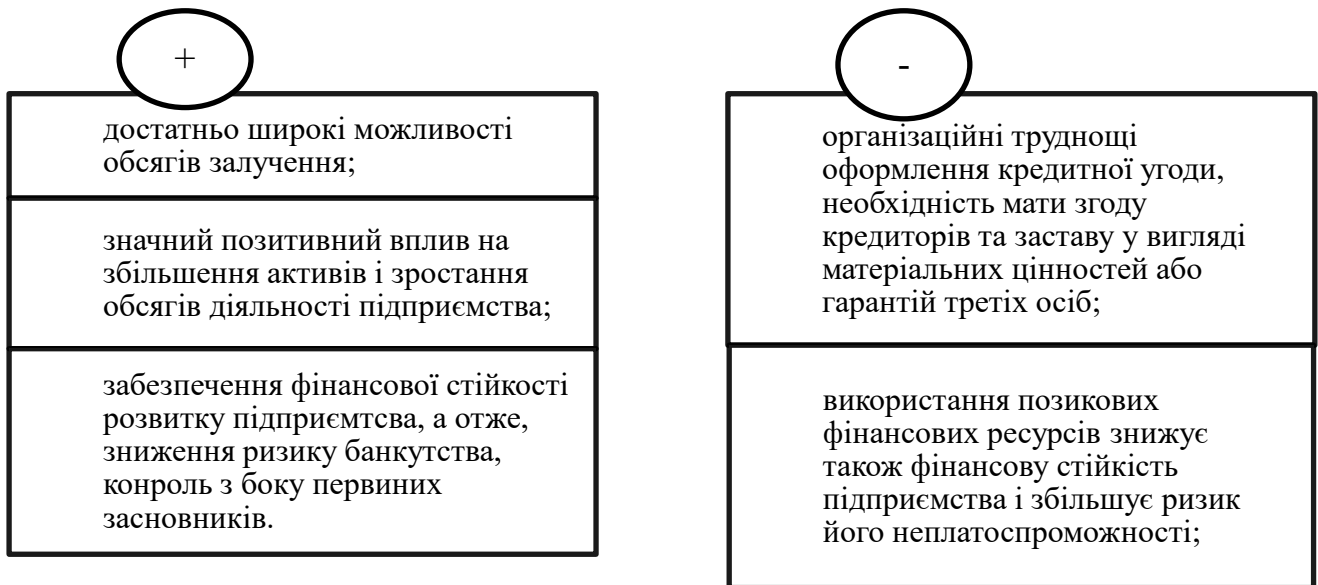 +
достатньо широкі можливості
обсягів залучення;
значний позитивний вплив на
збільшення активів і зростання
обсягів діяльності підприємства;
забезпечення фінансової стійкості
розвитку підприємтсва, а отже,
зниження ризику банкутства,
конроль з боку первиних
засновників.
-
організаційні труднощі
оформлення кредитної угоди,
необхідність мати згоду
кредиторів та заставу у вигляді
матеріальних цінностей або
гарантій третіх осіб;
використання позикових
фінансових ресурсів знижує
також фінансову стійкість
підприємства і збільшує ризик
його неплатоспроможності;